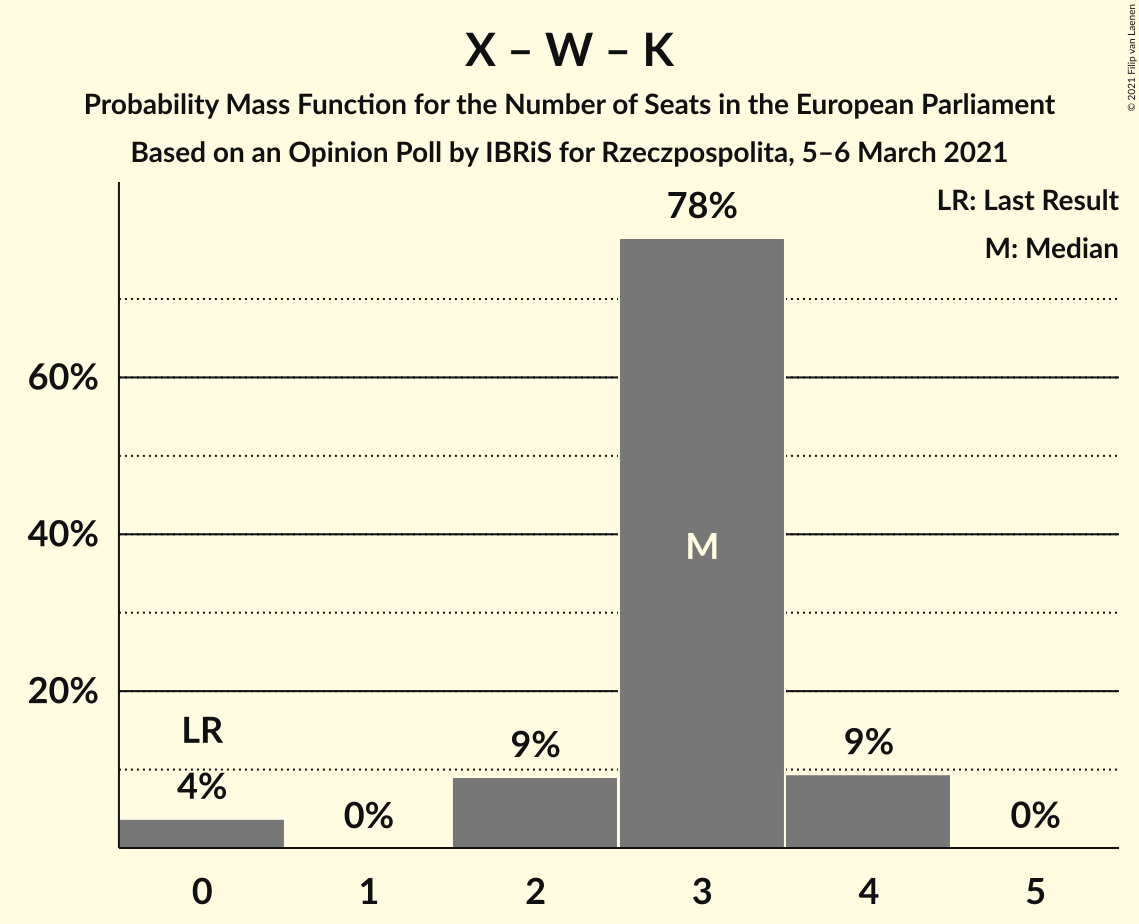 X – W – K
Probability Mass Function for the Number of Seats in the European Parliament
Based on an Opinion Poll by IBRiS for Rzeczpospolita, 5–6 March 2021
© 2021 Filip van Laenen
LR: Last Result
M: Median
78%
60%
40%
20%
M
LR
4%
0%
9%
9%
0%
0
1
2
3
4
5